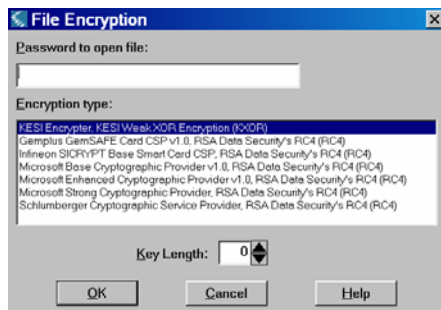 File Encryption
Password to open file:
Encryption type:
KESI Encrypter, KESI Weak XOR Encryption (KXOR)
Gemplus GemSAFE Card CSP v1.0, RSA Data Security's RC4 (RC4)
Infineon SICRYPT Base Smart Card CSP, RSA Data Security's RC4 (RC4)
Microsoft Base Cryptographic Provider v1.0, RSA Data Security's RC4 (RC4)
Microsoft Enhanced Cryptographic Provider v1.0, RSA Data Security's RC4 (RC4)
Microsoft Strong Cryptographic Provider, RSA Data Security's RC4 (RC4)
Schlumberger Cryptographic Service Provider, RSA Data Security's RC4 (RC4)
Key Length: 0
OK Cancel Help